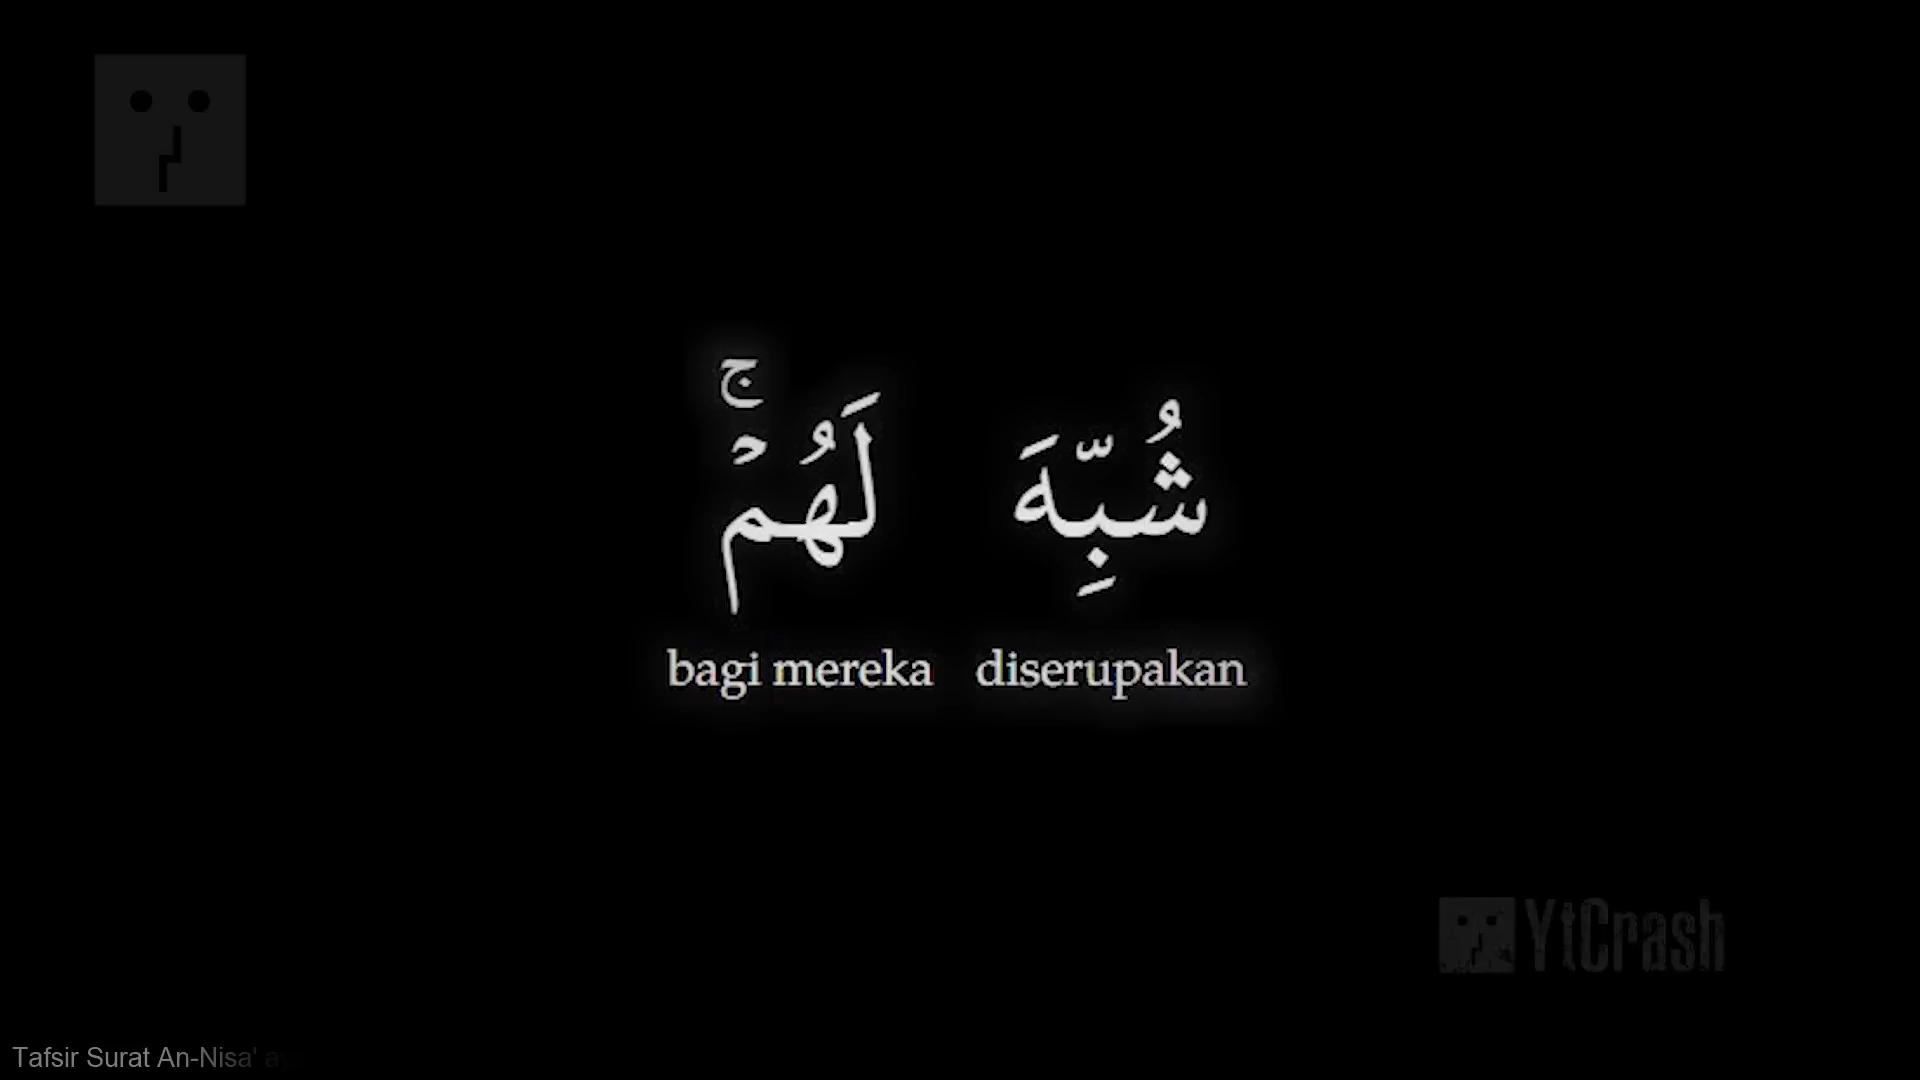 شُبِّهَ لَهُمْۚ
bagi mereka diserupakan
YtCrash
Tafsir Surat An-Nisa'